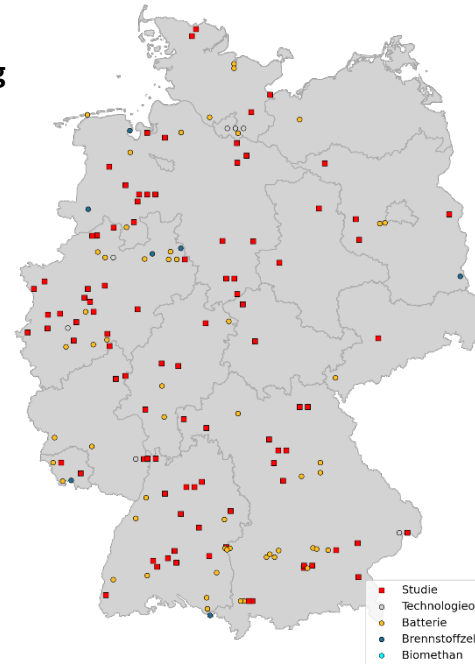 g
Studie
Technologieo
Batterie
Brennstoffzel
Biomethan